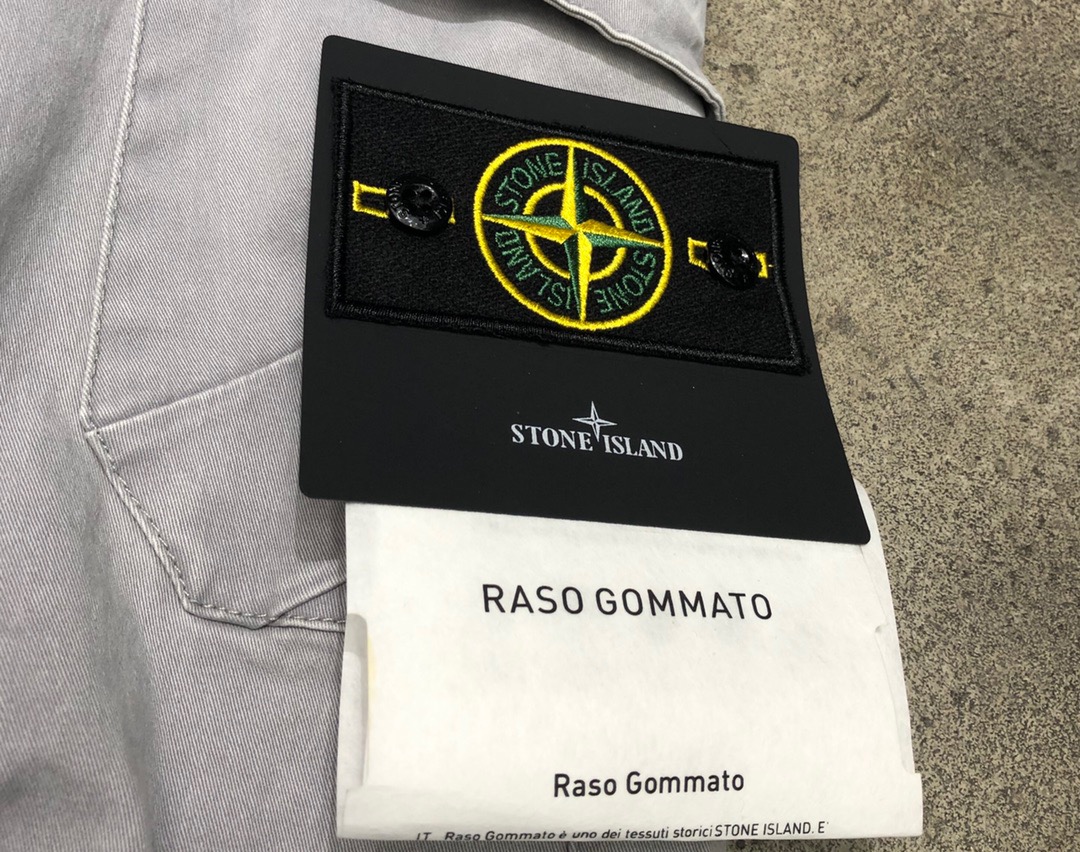 STONE ISLAND STONE ISLAND
STONE ISLAND
RASO GOMMATO
Raso Gommato
IT Raso Gommato è uno dei tessuti storici STONE ISLAND. E'